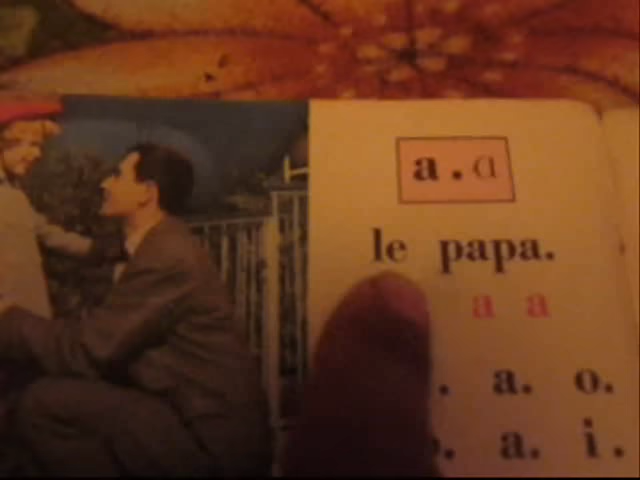 a . a
le papa.
a a
. a. o.
. a. i.